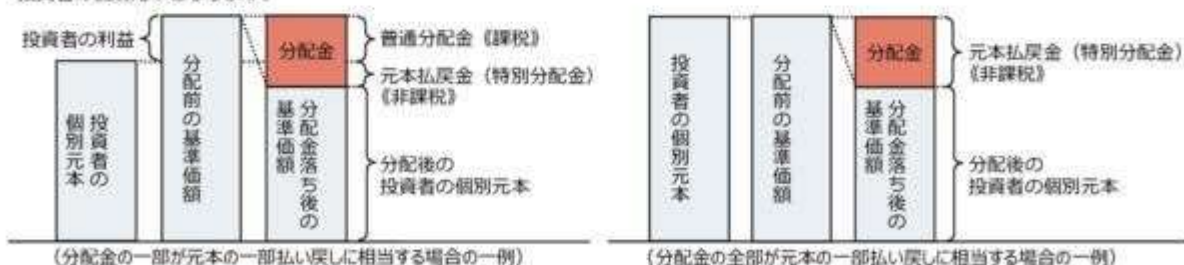 投資者の利益
投資者の
個別元本
分配前の基準価額
分配金
分配金落ち後の
基準価額
普通分配金《課税》
元本払戻金（特別分配金）
《非課税》
分配後の
投資者の個別元本
（分配金の一部が元本の一部払い戻しに相当する場合の一例）
投資者の個別元本
分配前の基準価額
分配金
分配金落ち後の
基準価額
元本払戻金（特別分配金）
《非課税》
分配後の
投資者の個別元本
（分配金の全部が元本の一部払い戻しに相当する場合の一例）